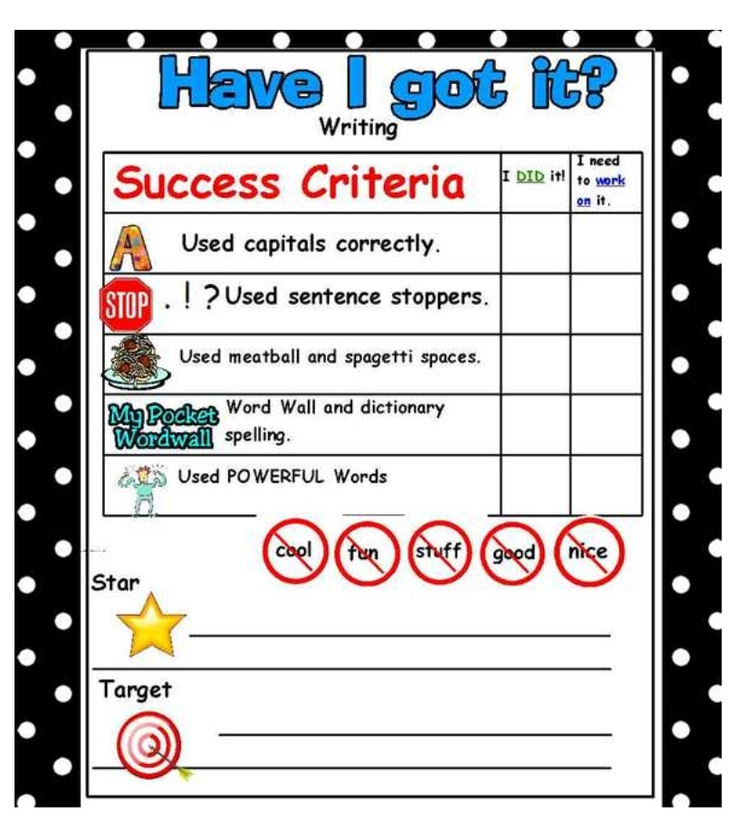 Have I got it?
Writing
Success Criteria
I DID it!
I need
to work
on it.
A Used capitals correctly.
STOP . ! ? Used sentence stoppers.
Used meatball and spagetti spaces.
My Pocket
Wordwall
Word Wall and dictionary
spelling.
Used POWERFUL Words
cool fun stuff good nice
Star
Target